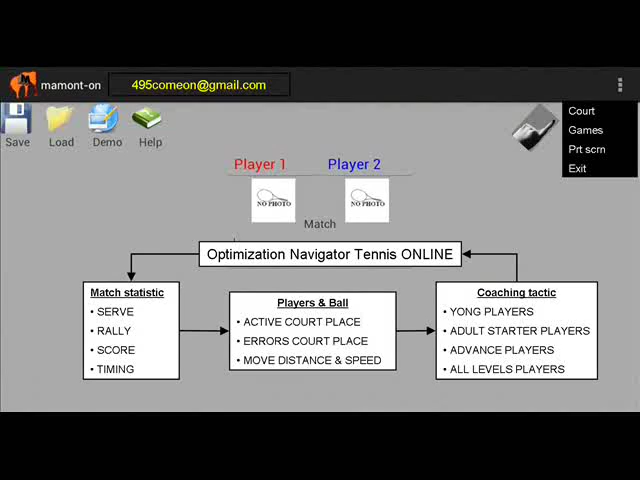 mamont-on
495comeon@gmail.com
Save
Load
Demo
Help
Court
Games
Prt scrn
Exit
Player 1
Player 2
NO PHOTO
NO PHOTO
Match
Optimization Navigator Tennis ONLINE
Match statistic
• SERVE
• RALLY
• SCORE
• TIMING
Players & Ball
• ACTIVE COURT PLACE
• ERRORS COURT PLACE
• MOVE DISTANCE & SPEED
Coaching tactic
• YONG PLAYERS
• ADULT STARTER PLAYERS
• ADVANCE PLAYERS
• ALL LEVELS PLAYERS